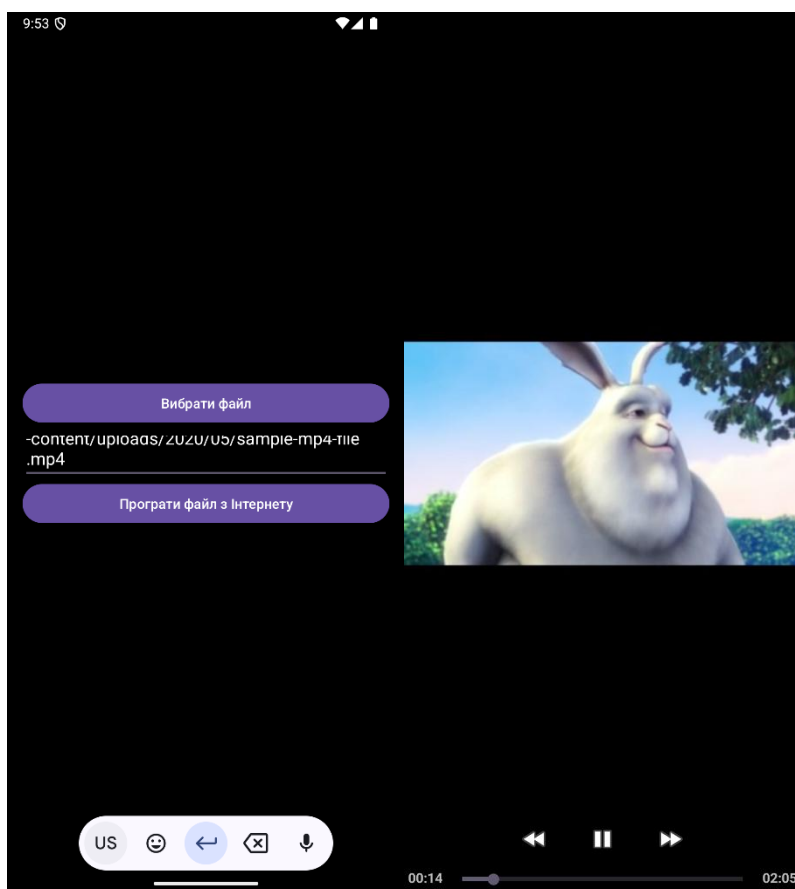 9:53
Вибрати файл
-content/uploads/2020/05/sample-mp4-file
.mp4
Програти файл з Інтернету
US
00:14
02:05